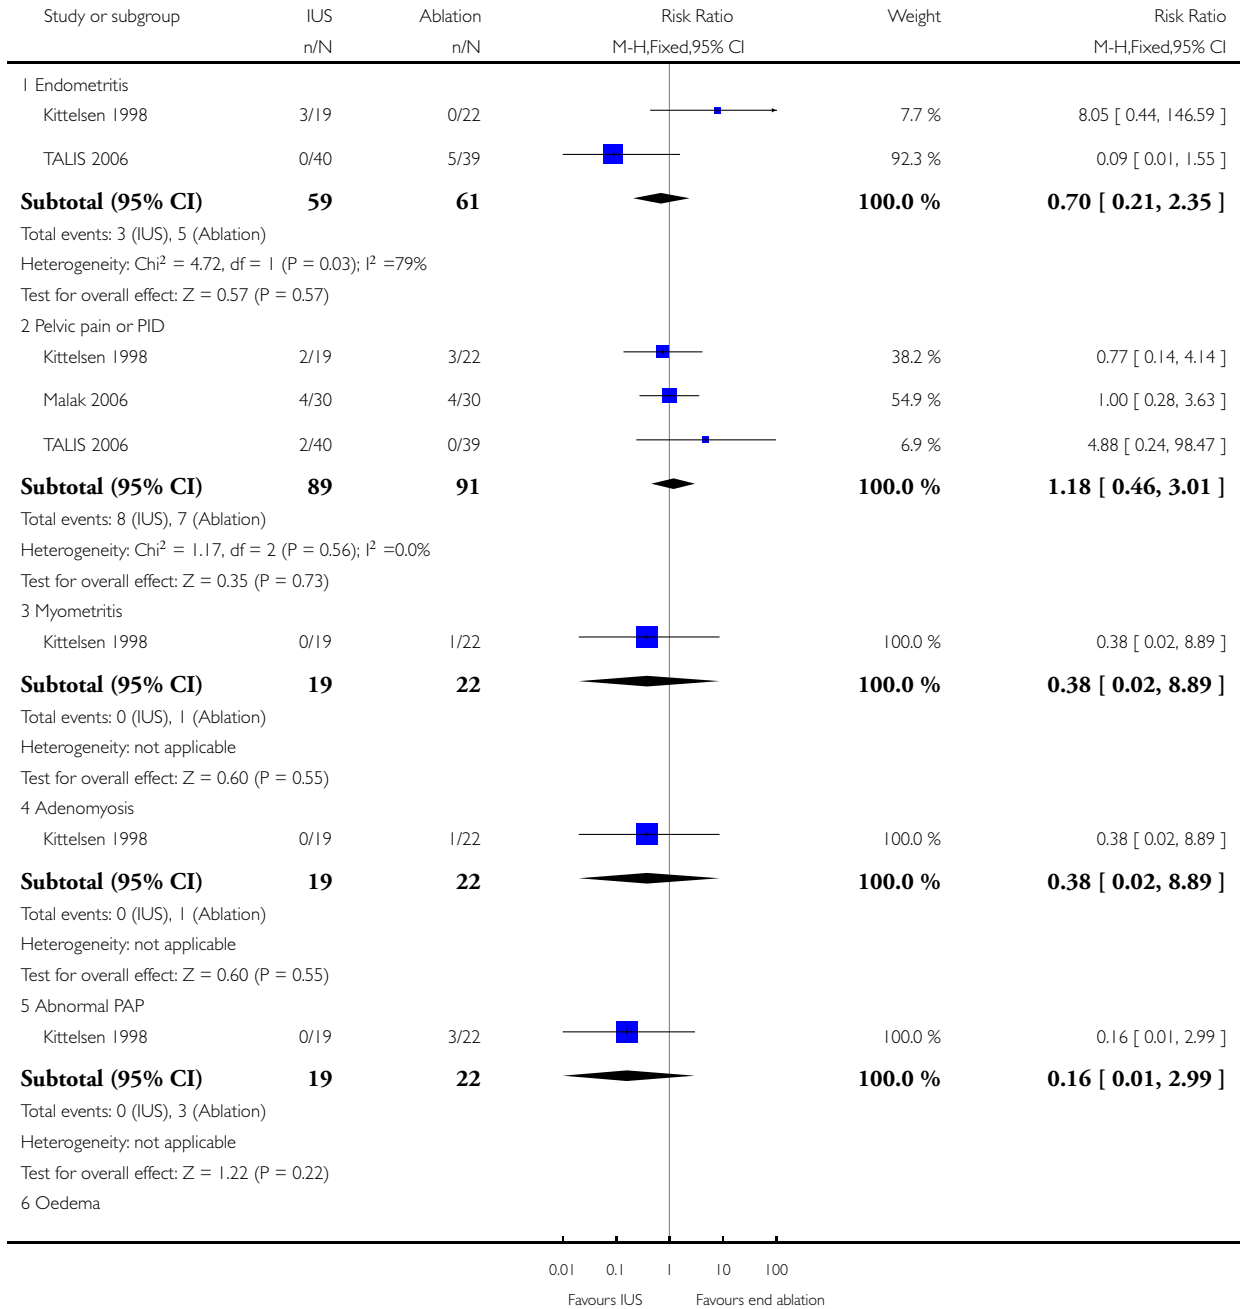 Study or subgroup IUS Ablation Risk Ratio Weight Risk Ratio
n/N n/N M-H,Fixed,95% CI M-H,Fixed,95% CI
1 Endometritis
Kittelsen 1998 3/19 0/22 7.7 % 8.05 [ 0.44, 146.59 ]
TALIS 2006 0/40 5/39 92.3 % 0.09 [ 0.01, 1.55 ]
Subtotal (95% CI) 59 61 100.0 % 0.70 [ 0.21, 2.35 ]
Total events: 3 (IUS), 5 (Ablation)
Heterogeneity: Chi² = 4.72, df = 1 (P = 0.03); I² =79%
Test for overall effect: Z = 0.57 (P = 0.57)
2 Pelvic pain or PID
Kittelsen 1998 2/19 3/22 38.2 % 0.77 [ 0.14, 4.14 ]
Malak 2006 4/30 4/30 54.9 % 1.00 [ 0.28, 3.63 ]
TALIS 2006 2/40 0/39 6.9 % 4.88 [ 0.24, 98.47 ]
Subtotal (95% CI) 89 91 100.0 % 1.18 [ 0.46, 3.01 ]
Total events: 8 (IUS), 7 (Ablation)
Heterogeneity: Chi² = 1.17, df = 2 (P = 0.56); I² =0.0%
Test for overall effect: Z = 0.35 (P = 0.73)
3 Myometritis
Kittelsen 1998 0/19 1/22 100.0 % 0.38 [ 0.02, 8.89 ]
Subtotal (95% CI) 19 22 100.0 % 0.38 [ 0.02, 8.89 ]
Total events: 0 (IUS), 1 (Ablation)
Heterogeneity: not applicable
Test for overall effect: Z = 0.60 (P = 0.55)
4 Adenomyosis
Kittelsen 1998 0/19 1/22 100.0 % 0.38 [ 0.02, 8.89 ]
Subtotal (95% CI) 19 22 100.0 % 0.38 [ 0.02, 8.89 ]
Total events: 0 (IUS), 1 (Ablation)
Heterogeneity: not applicable
Test for overall effect: Z = 0.60 (P = 0.55)
5 Abnormal PAP
Kittelsen 1998 0/19 3/22 100.0 % 0.16 [ 0.01, 2.99 ]
Subtotal (95% CI) 19 22 100.0 % 0.16 [ 0.01, 2.99 ]
Total events: 0 (IUS), 3 (Ablation)
Heterogeneity: not applicable
Test for overall effect: Z = 1.22 (P = 0.22)
6 Oedema
0.01 0.1 1 10 100
Favours IUS Favours end ablation